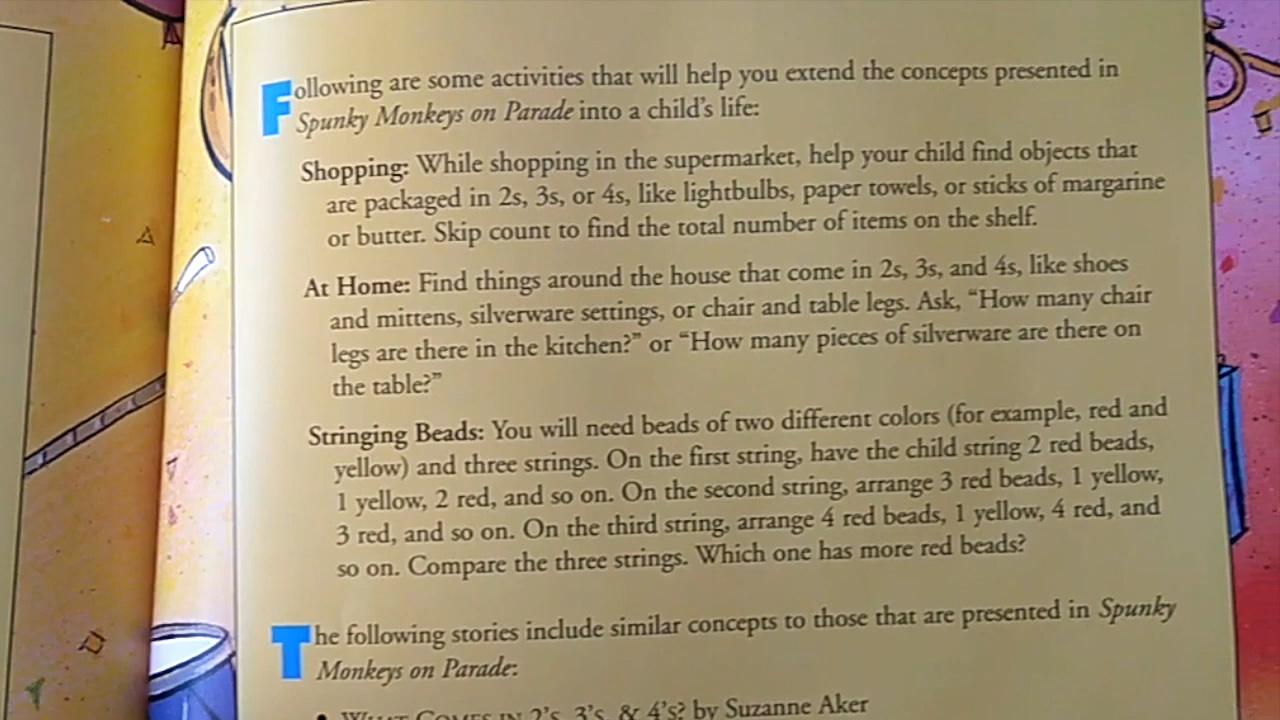 Following are some activities that will help you extend the concepts presented in
Spunky Monkeys on Parade into a child's life:
Shopping: While shopping in the supermarket, help your child find objects that
are packaged in 2s, 3s, or 4s, like lightbulbs, paper towels, or sticks of margarine
or butter. Skip count to find the total number of items on the shelf.
At Home: Find things around the house that come in 2s, 3s, and 4s, like shoes
and mittens, silverware settings, or chair and table legs. Ask, “How many chair
legs are there in the kitchen?” or “How many pieces of silverware are there on
the table?”
Stringing Beads: You will need beads of two different colors (for example, red and
yellow) and three strings. On the first string, have the child string 2 red beads,
1 yellow, 2 red, and so on. On the second string, arrange 3 red beads, 1 yellow,
3 red, and so on. On the third string, arrange 4 red beads, 1 yellow, 4 red, and
so on. Compare the three strings. Which one has more red beads?
The following stories include similar concepts to those that are presented in Spunky
Monkeys on Parade:
• WHAT COMES IN 2's, 3's, & 4's? by Suzanne Aker